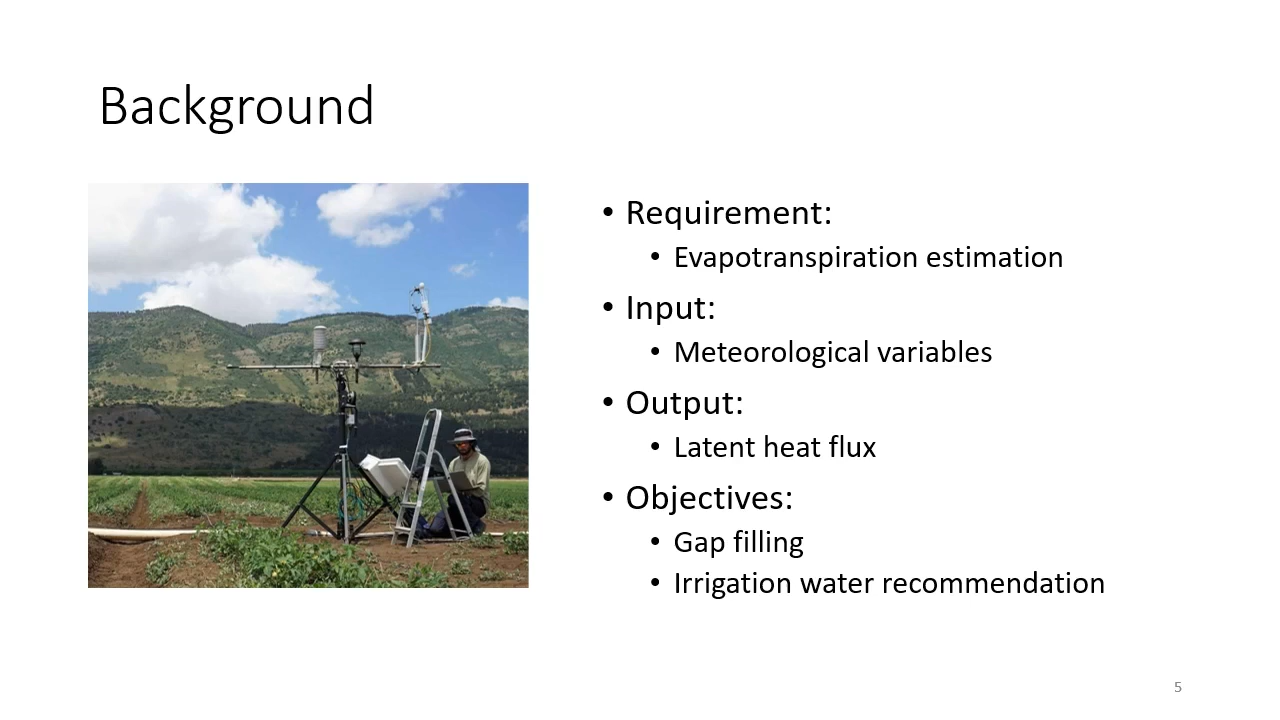 Background
• Requirement:
• Evapotranspiration estimation
• Input:
• Meteorological variables
• Output:
• Latent heat flux
• Objectives:
• Gap filling
• Irrigation water recommendation
5